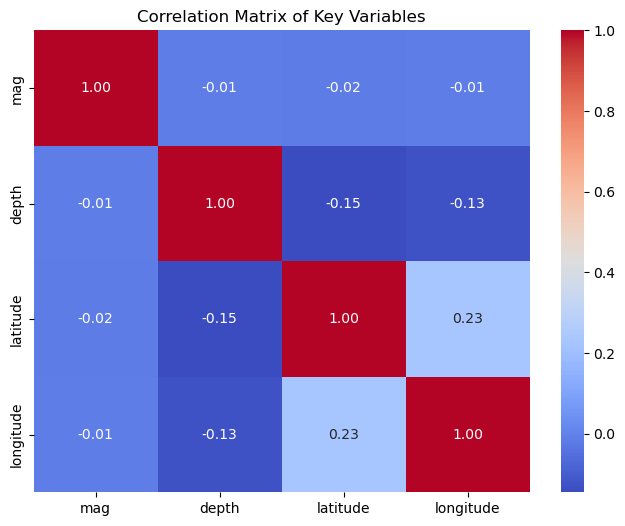 Correlation Matrix of Key Variables
mag 1.00 -0.01 -0.02 -0.01
depth -0.01 1.00 -0.15 -0.13
latitude -0.02 -0.15 1.00 0.23
longitude -0.01 -0.13 0.23 1.00
mag depth latitude longitude
1.0
0.8
0.6
0.4
0.2
0.0